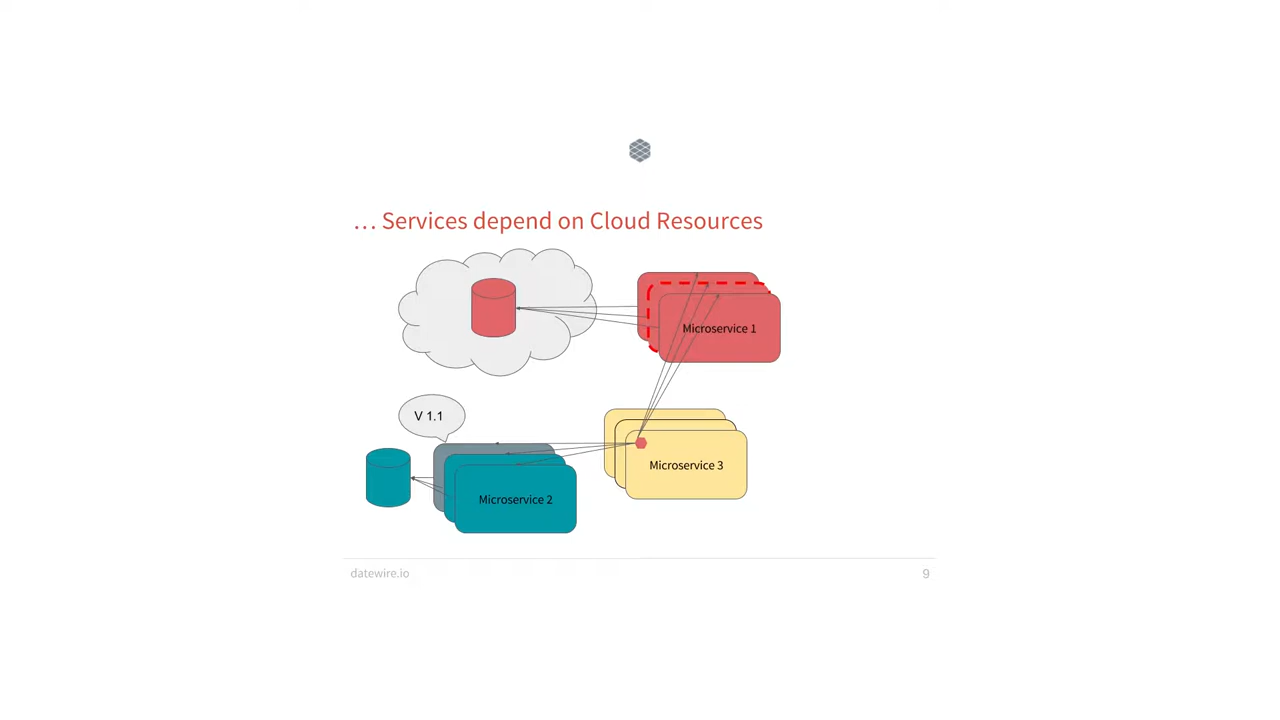 … Services depend on Cloud Resources
Microservice 1
V 1.1
Microservice 3
Microservice 2
datewire.io
9